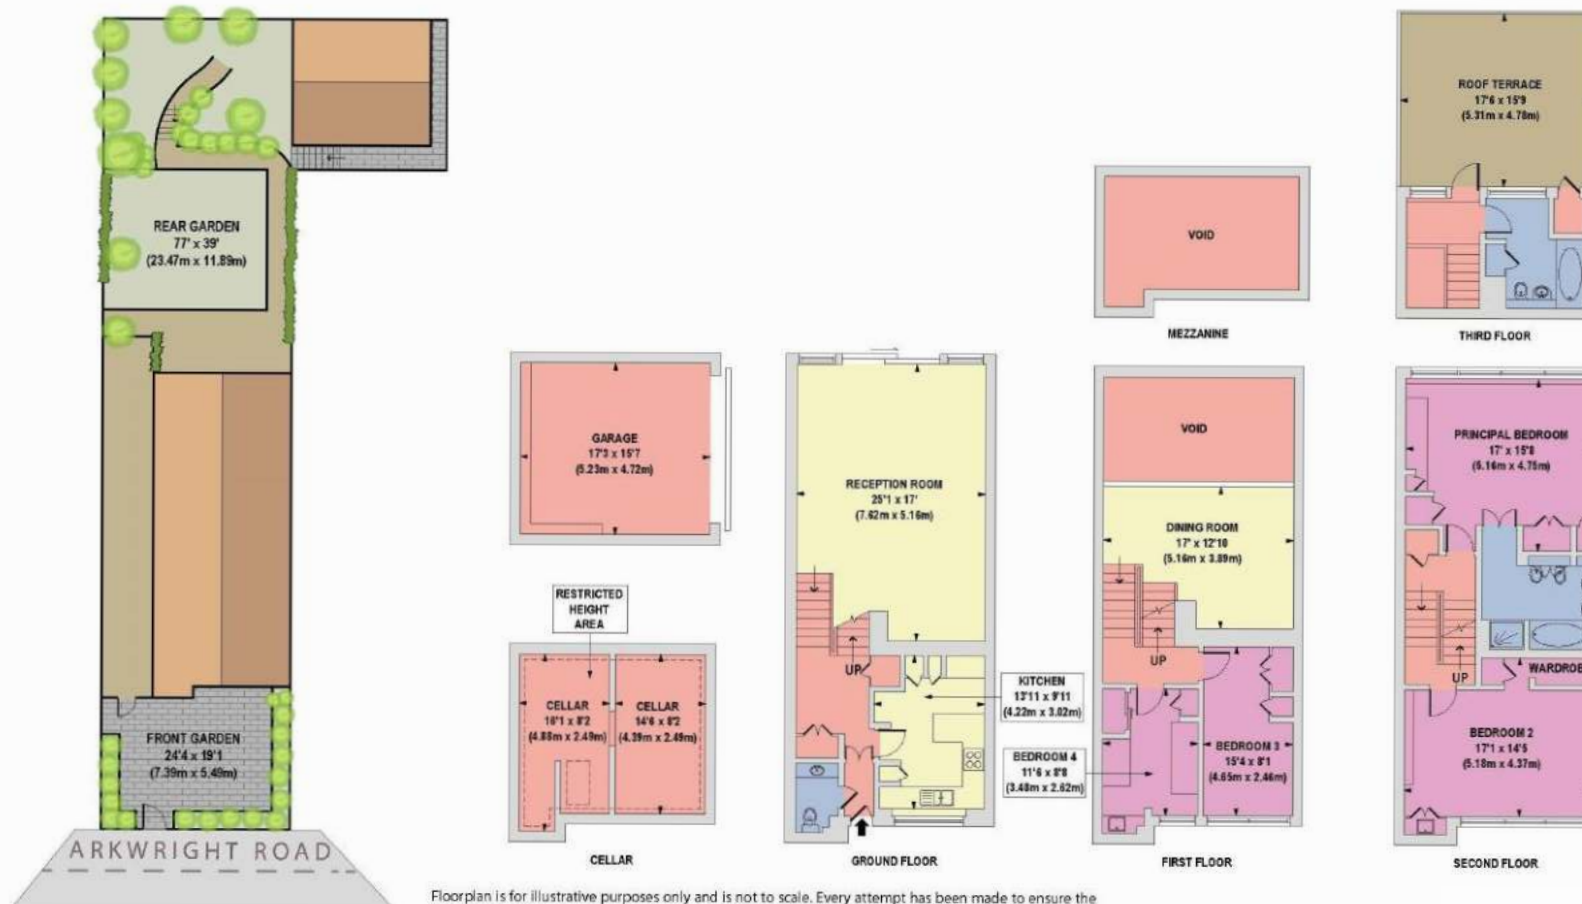 REAR GARDEN
77' x 39'
(23.47m x 11.89m)
FRONT GARDEN
24'4 x 19'1
(7.39m x 5.49m)
ARKWRIGHT ROAD
GARAGE
17'3 x 15'7
(5.23m x 4.72m)
RESTRICTED
HEIGHT
AREA
CELLAR
16'1 x 8'2
(4.88m x 2.49m)
CELLAR
14'6 x 8'2
(4.39m x 2.49m)
CELLAR
RECEPTION ROOM
25'1 x 17'
(7.62m x 5.16m)
UP
KITCHEN
13'11 x 9'11
(4.22m x 3.02m)
GROUND FLOOR
VOID
MEZZANINE
VOID
DINING ROOM
17' x 12'10
(5.16m x 3.89m)
UP
BEDROOM 4
11'6 x 8'8
(3.48m x 2.62m)
BEDROOM 3
15'4 x 8'1
(4.65m x 2.46m)
FIRST FLOOR
ROOF TERRACE
17'6 x 15'9
(5.31m x 4.78m)
THIRD FLOOR
PRINCIPAL BEDROOM
17' x 15'8
(5.16m x 4.75m)
UP
WARDROB
BEDROOM 2
17'1 x 14'5
(5.18m x 4.37m)
SECOND FLOOR
Floorplan is for illustrative purposes only and is not to scale. Every attempt has been made to ensure the